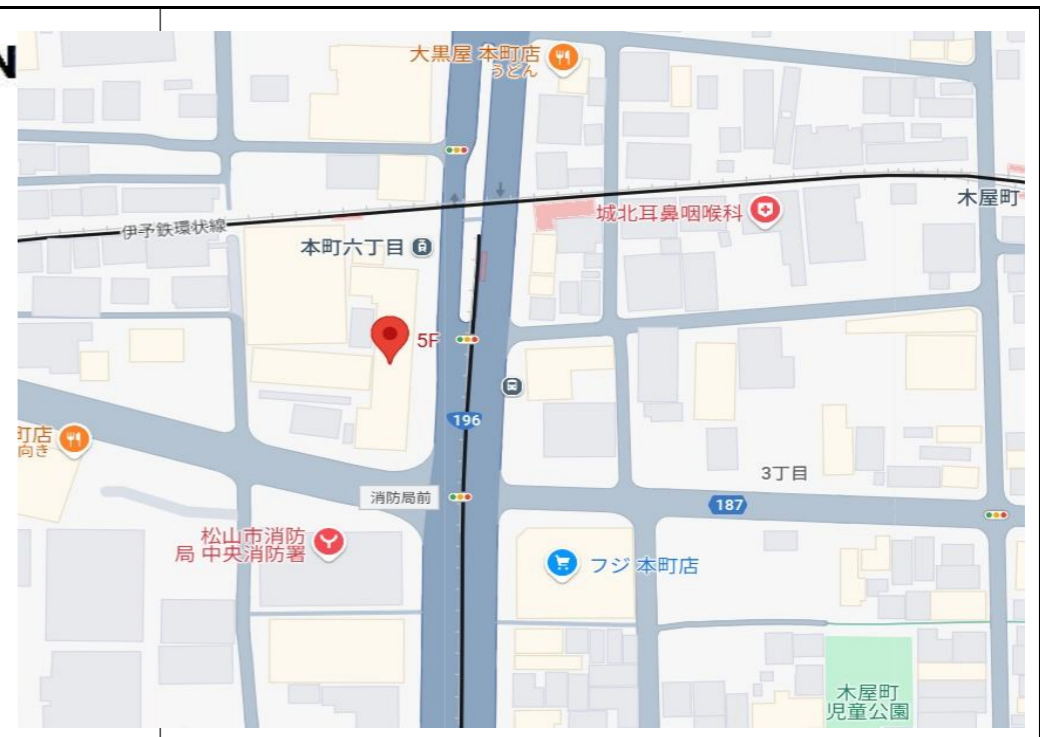 N
大黒屋 本町店
うどん
木屋町
城北耳鼻咽喉科
伊予鉄環状線
本町六丁目
5F
196
町店
向き
3丁目
消防局前
187
松山市消防
局 中央消防署
フジ 本町店
木屋町
児童公園